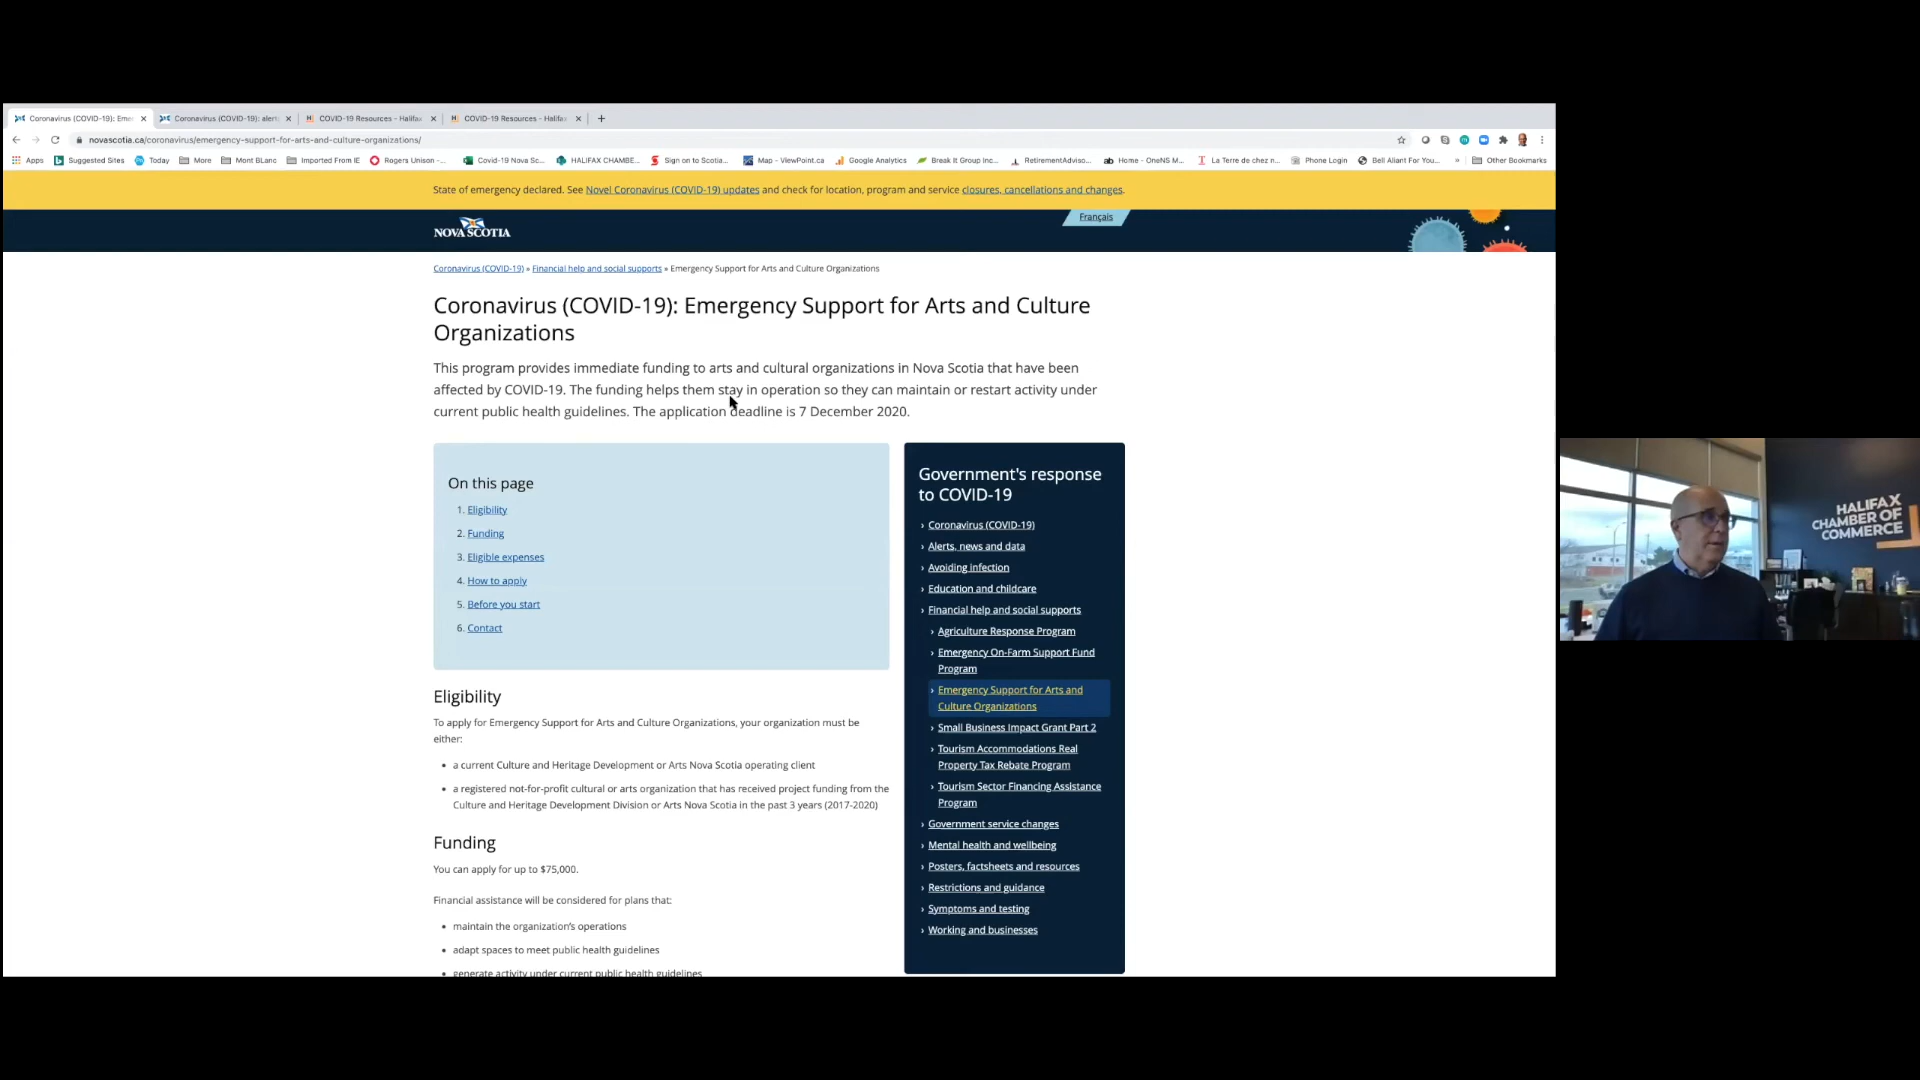 Coronavirus (COVID-19): Emer
Coronavirus (COVID-19): alert
COVID-19 Resources - Halifax
COVID-19 Resources - Halifax
novascotia.ca/coronavirus/emergency-support-for-arts-and-culture-organizations/
Apps Suggested Sites Today More Mont BLanc Imported From IE Rogers Unison -... Covid-19 Nova Sc... HALIFAX CHAMBE... Sign on to Scotia... Map - ViewPoint.ca Google Analytics Break It Group Inc... RetirementAdviso... Home - OneNS M... La Terre de chez n... Phone Login Bell Aliant For You... » Other Bookmarks
State of emergency declared. See Novel Coronavirus (COVID-19) updates and check for location, program and service closures, cancellations and changes.
NOVA SCOTIA
Français
Coronavirus (COVID-19) » Financial help and social supports » Emergency Support for Arts and Culture Organizations
Coronavirus (COVID-19): Emergency Support for Arts and Culture
Organizations
This program provides immediate funding to arts and cultural organizations in Nova Scotia that have been
affected by COVID-19. The funding helps them stay in operation so they can maintain or restart activity under
current public health guidelines. The application deadline is 7 December 2020.
On this page
1. Eligibility
2. Funding
3. Eligible expenses
4. How to apply
5. Before you start
6. Contact
Eligibility
To apply for Emergency Support for Arts and Culture Organizations, your organization must be
either:
• a current Culture and Heritage Development or Arts Nova Scotia operating client
• a registered not-for-profit cultural or arts organization that has received project funding from the
Culture and Heritage Development Division or Arts Nova Scotia in the past 3 years (2017-2020)
Funding
You can apply for up to $75,000.
Financial assistance will be considered for plans that:
• maintain the organization's operations
• adapt spaces to meet public health guidelines
• generate activity under current public health guidelines
Government's response
to COVID-19
› Coronavirus (COVID-19)
› Alerts, news and data
› Avoiding infection
› Education and childcare
› Financial help and social supports
› Agriculture Response Program
› Emergency On-Farm Support Fund
Program
› Emergency Support for Arts and
Culture Organizations
› Small Business Impact Grant Part 2
› Tourism Accommodations Real
Property Tax Rebate Program
› Tourism Sector Financing Assistance
Program
› Government service changes
› Mental health and wellbeing
› Posters, factsheets and resources
› Restrictions and guidance
› Symptoms and testing
› Working and businesses
HALIFAX
CHAMBER OF
COMMERCE